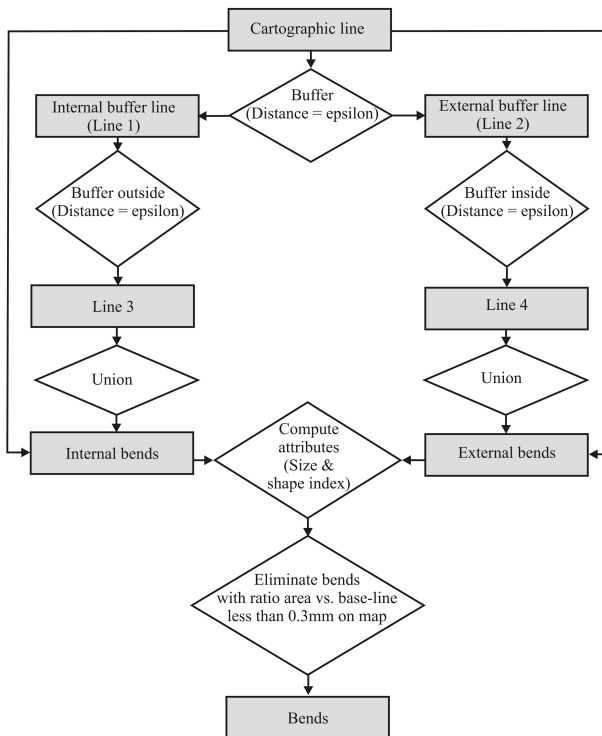 Cartographic line
Buffer
(Distance = epsilon)
Internal buffer line
(Line 1)
External buffer line
(Line 2)
Buffer outside
(Distance = epsilon)
Buffer inside
(Distance = epsilon)
Line 3
Line 4
Union
Union
Internal bends
Compute
attributes
(Size &
shape index)
External bends
Eliminate bends
with ratio area vs. base-line
less than 0.3mm on map
Bends